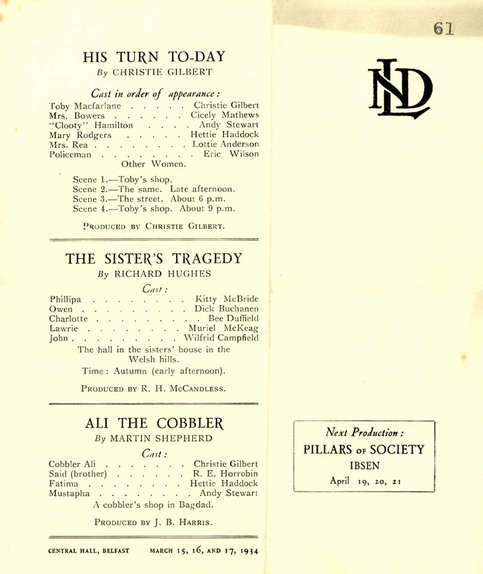 HIS TURN TO-DAY
By CHRISTIE GILBERT
Cast in order of appearance :
Toby Macfarlane . . . . . Christie Gilbert
Mrs. Bowers . . . . . . Cicely Mathews
"Clooty" Hamilton . . . . Andy Stewart
Mary Rodgers . . . . . Hettie Haddock
Mrs. Rea . . . . . . . Lottie Anderson
Policeman . . . . . . . Eric Wilson
Other Women.
Scene 1.—Toby's shop.
Scene 2.—The same. Late afternoon.
Scene 3.—The street. About 6 p.m.
Scene 4.—Toby's shop. About 9 p.m.
PRODUCED BY CHRISTIE GILBERT.
THE SISTER'S TRAGEDY
By RICHARD HUGHES
Cast :
Phillipa . . . . . . . Kitty McBride
Owen . . . . . . . . Dick Buchanen
Charlotte . . . . . . . . Bee Duffield
Lawrie . . . . . . . Muriel McKeag
John . . . . . . . . Wilfrid Campfield
The hall in the sisters' house in the
Welsh hills.
Time : Autumn (early afternoon).
PRODUCED BY R. H. McCANDLESS.
ALI THE COBBLER
By MARTIN SHEPHERD
Cast :
Cobbler Ali . . . . . . Christie Gilbert
Said (brother) . . . . . . R. E. Horrobin
Fatima . . . . . . . Hettie Haddock
Mustapha . . . . . . . Andy Stewart
A cobbler's shop in Bagdad.
PRODUCED BY J. B. HARRIS.
CENTRAL HALL, BELFAST MARCH 15, 16, AND 17, 1934
61
NLD
Next Production :
PILLARS OF SOCIETY
IBSEN
April 19, 20, 21